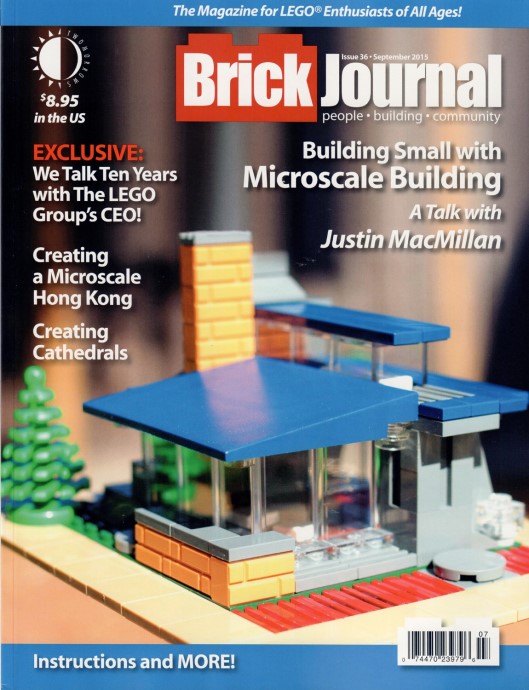 The Magazine for LEGO® Enthusiasts of All Ages!
TWOMORROWS
$8.95
in the US
Brick Journal
Issue 36 • September 2015
people • building • community
EXCLUSIVE:
We Talk Ten Years
with The LEGO
Group's CEO!
Creating
a Microscale
Hong Kong
Creating
Cathedrals
Building Small with
Microscale Building
A Talk with
Justin MacMillan
Instructions and MORE!
07
0 74470 23979 6